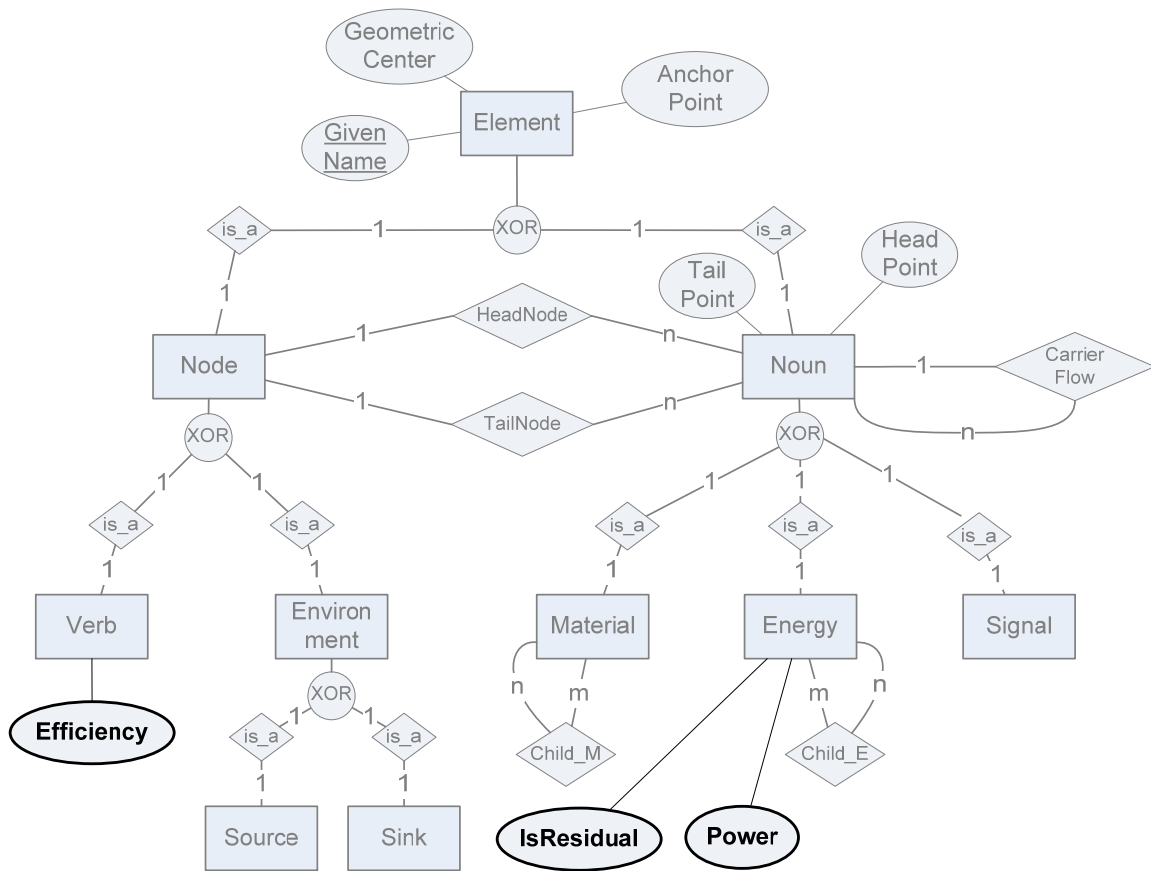 Geometric
Center
Anchor
Point
Element
Given
Name
is_a
1
XOR
1
is_a
Head
Point
Tail
Point
1
1
HeadNode
1
n
Node
Noun
1
Carrier
Flow
1
n
TailNode
n
XOR
XOR
1
1
1
1
1
is_a
is_a
is_a
is_a
is_a
1
1
1
1
1
Verb
Environ
ment
Material
Energy
Signal
n
m
m
n
XOR
Efficiency
is_a
1
1
is_a
Child_M
Child_E
1
1
Source
Sink
IsResidual
Power